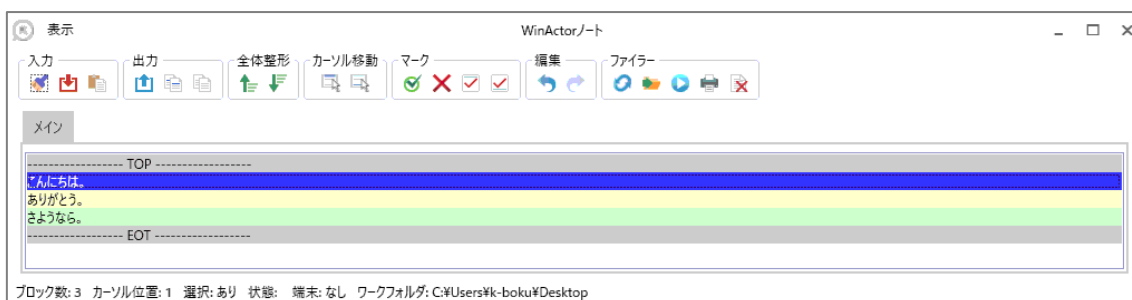 表示 WinActorノート
入力 出力 全体整形 カーソル移動 マーク 編集 ファイラー
メイン
------------------ TOP ------------------
こんにちは。
ありがとう。
さようなら。
------------------ EOT ------------------
ブロック数: 3 カーソル位置: 1 選択: あり 状態: 端末: なし ワークフォルダ: C:¥Users¥k-boku¥Desktop